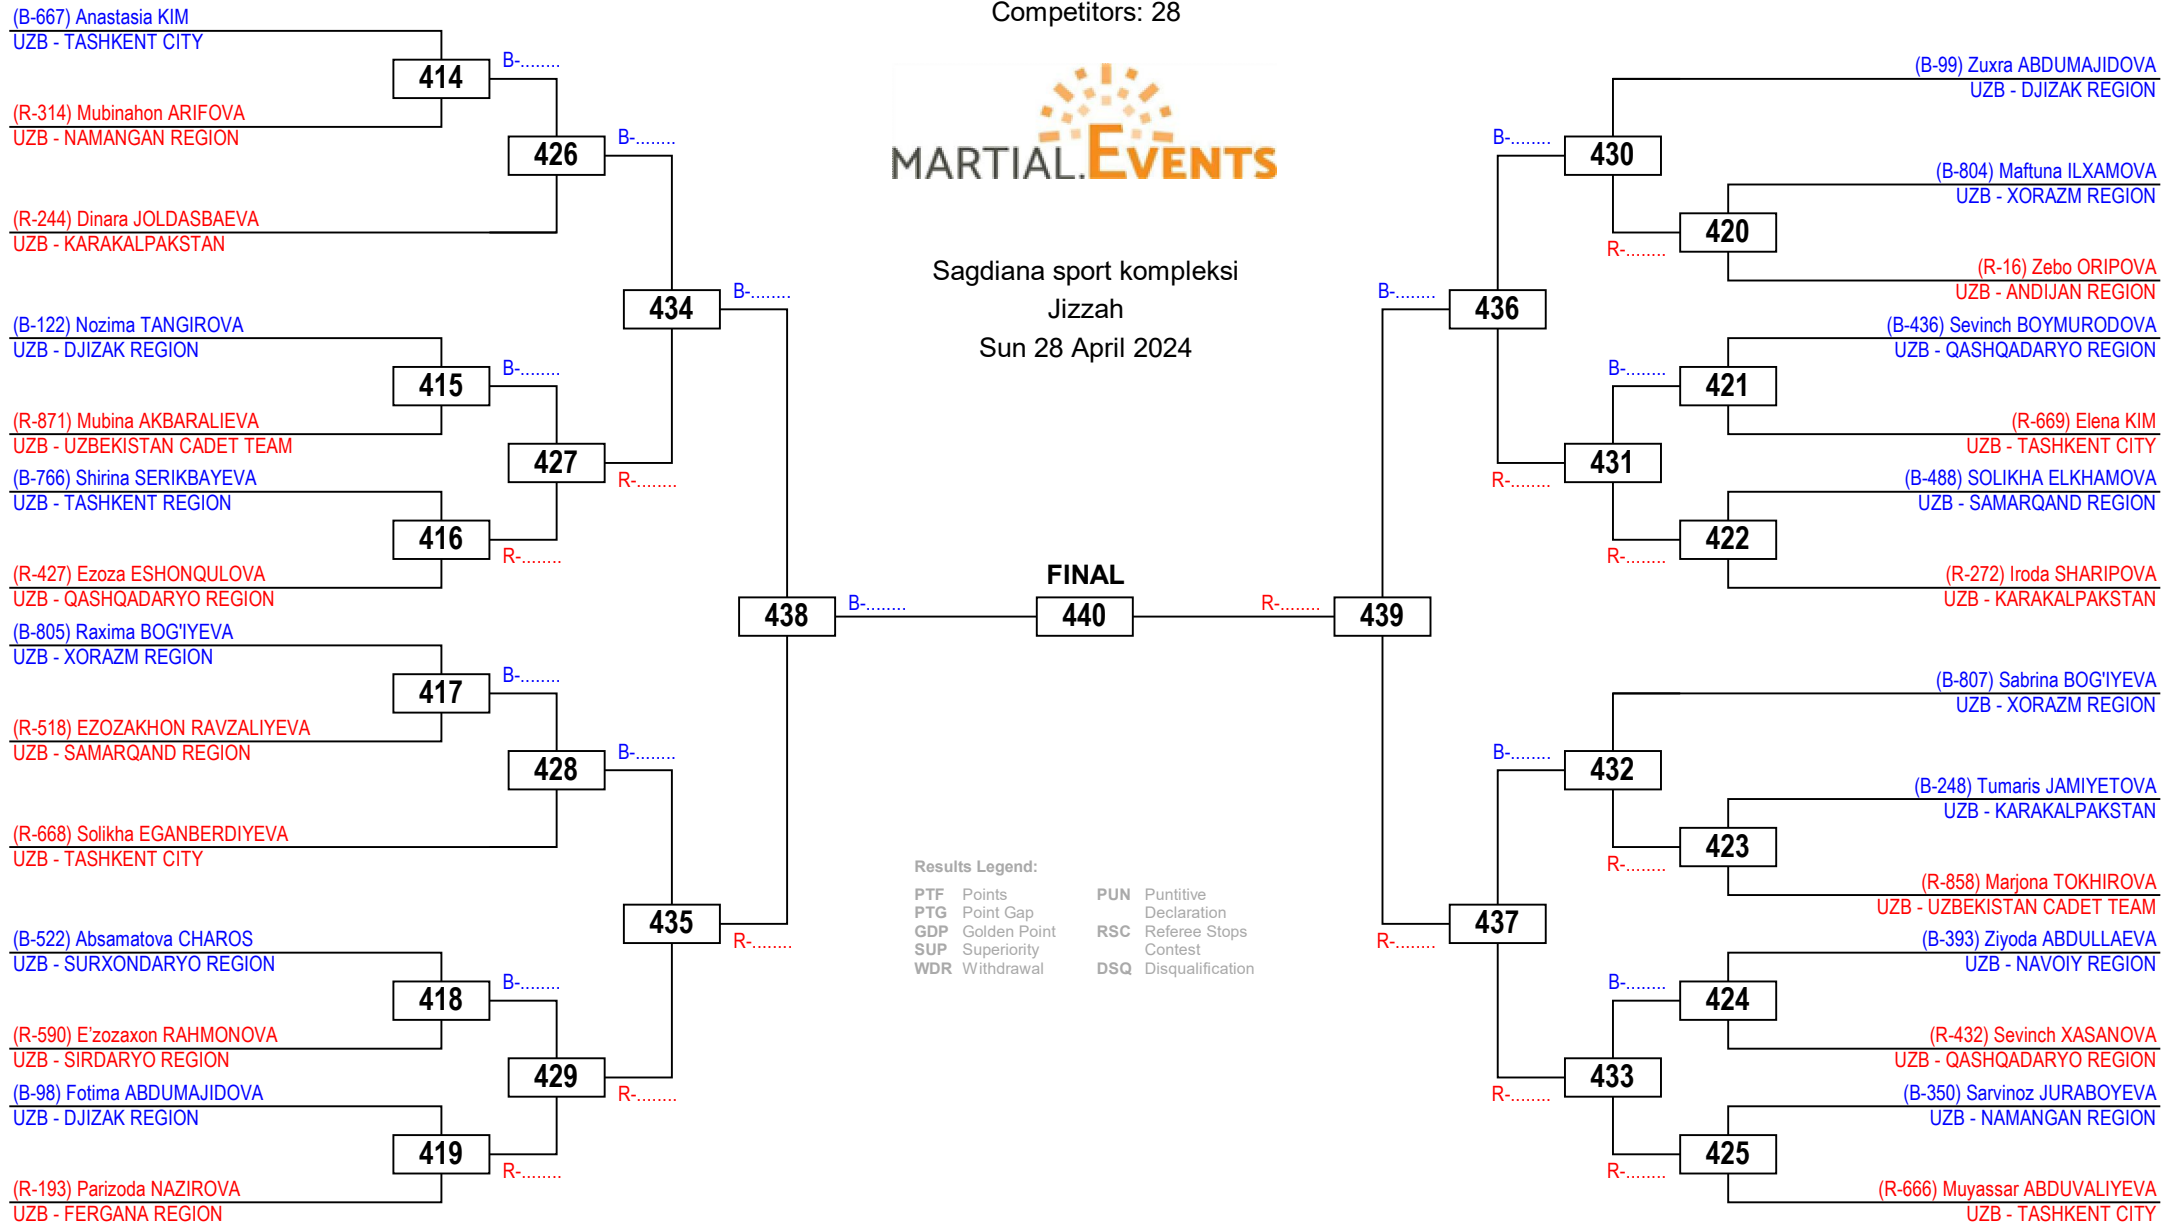 Competitors: 28
MARTIAL.EVENTS
Sagdiana sport kompleksi
Jizzah
Sun 28 April 2024
(B-667) Anastasia KIM
UZB - TASHKENT CITY
414
B-........
(R-314) Mubinahon ARIFOVA
UZB - NAMANGAN REGION
426
B-........
(R-244) Dinara JOLDASBAEVA
UZB - KARAKALPAKSTAN
434
B-........
(B-122) Nozima TANGIROVA
UZB - DJIZAK REGION
415
B-........
(R-871) Mubina AKBARALIEVA
UZB - UZBEKISTAN CADET TEAM
427
R-........
(B-766) Shirina SERIKBAYEVA
UZB - TASHKENT REGION
416
R-........
(R-427) Ezoza ESHONQULOVA
UZB - QASHQADARYO REGION
438
B-........
(B-805) Raxima BOG'IYEVA
UZB - XORAZM REGION
417
B-........
(R-518) EZOZAKHON RAVZALIYEVA
UZB - SAMARQAND REGION
428
B-........
(R-668) Solikha EGANBERDIYEVA
UZB - TASHKENT CITY
435
R-........
(B-522) Absamatova CHAROS
UZB - SURXONDARYO REGION
418
B-........
(R-590) E’zozaxon RAHMONOVA
UZB - SIRDARYO REGION
429
R-........
(B-98) Fotima ABDUMAJIDOVA
UZB - DJIZAK REGION
419
R-........
(R-193) Parizoda NAZIROVA
UZB - FERGANA REGION
FINAL
440
Results Legend:
PTF Points
PTG Point Gap
GDP Golden Point
SUP Superiority
WDR Withdrawal
PUN Puntitive
Declaration
RSC Referee Stops
Contest
DSQ Disqualification
(B-99) Zuxra ABDUMAJIDOVA
UZB - DJIZAK REGION
B-........
430
(B-804) Maftuna ILXAMOVA
UZB - XORAZM REGION
420
R-........
(R-16) Zebo ORIPOVA
UZB - ANDIJAN REGION
B-........
436
(B-436) Sevinch BOYMURODOVA
UZB - QASHQADARYO REGION
B-........
421
(R-669) Elena KIM
UZB - TASHKENT CITY
431
R-........
(B-488) SOLIKHA ELKHAMOVA
UZB - SAMARQAND REGION
422
R-........
(R-272) Iroda SHARIPOVA
UZB - KARAKALPAKSTAN
R-........
439
(B-807) Sabrina BOG'IYEVA
UZB - XORAZM REGION
B-........
432
(B-248) Tumaris JAMIYETOVA
UZB - KARAKALPAKSTAN
423
R-........
(R-858) Marjona TOKHIROVA
UZB - UZBEKISTAN CADET TEAM
437
R-........
(B-393) Ziyoda ABDULLAEVA
UZB - NAVOIY REGION
B-........
424
(R-432) Sevinch XASANOVA
UZB - QASHQADARYO REGION
433
R-........
(B-350) Sarvinoz JURABOYEVA
UZB - NAMANGAN REGION
425
R-........
(R-666) Muyassar ABDUVALIYEVA
UZB - TASHKENT CITY